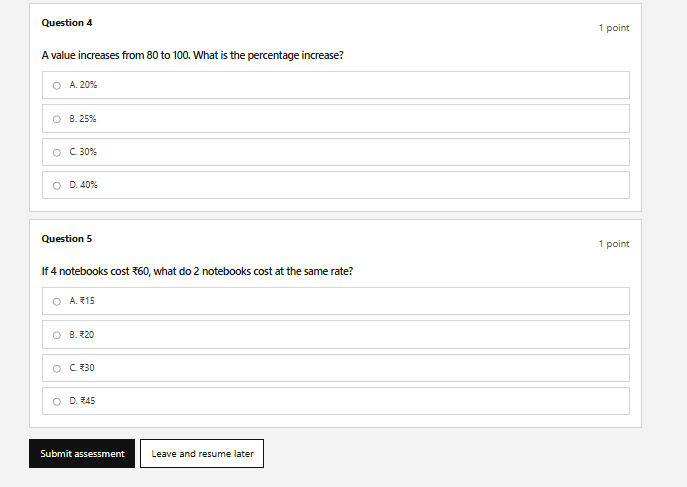 Question 4
1 point
A value increases from 80 to 100. What is the percentage increase?
A. 20%
B. 25%
C. 30%
D. 40%
Question 5
1 point
If 4 notebooks cost ₹60, what do 2 notebooks cost at the same rate?
A. ₹15
B. ₹20
C. ₹30
D. ₹45
Submit assessment
Leave and resume later